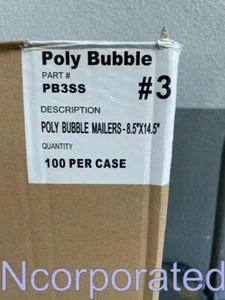 Poly Bubble
PART #
PB3SS
#3
DESCRIPTION
POLY BUBBLE MAILERS - 8.5"X14.5"
QUANTITY
100 PER CASE
Ncorporated